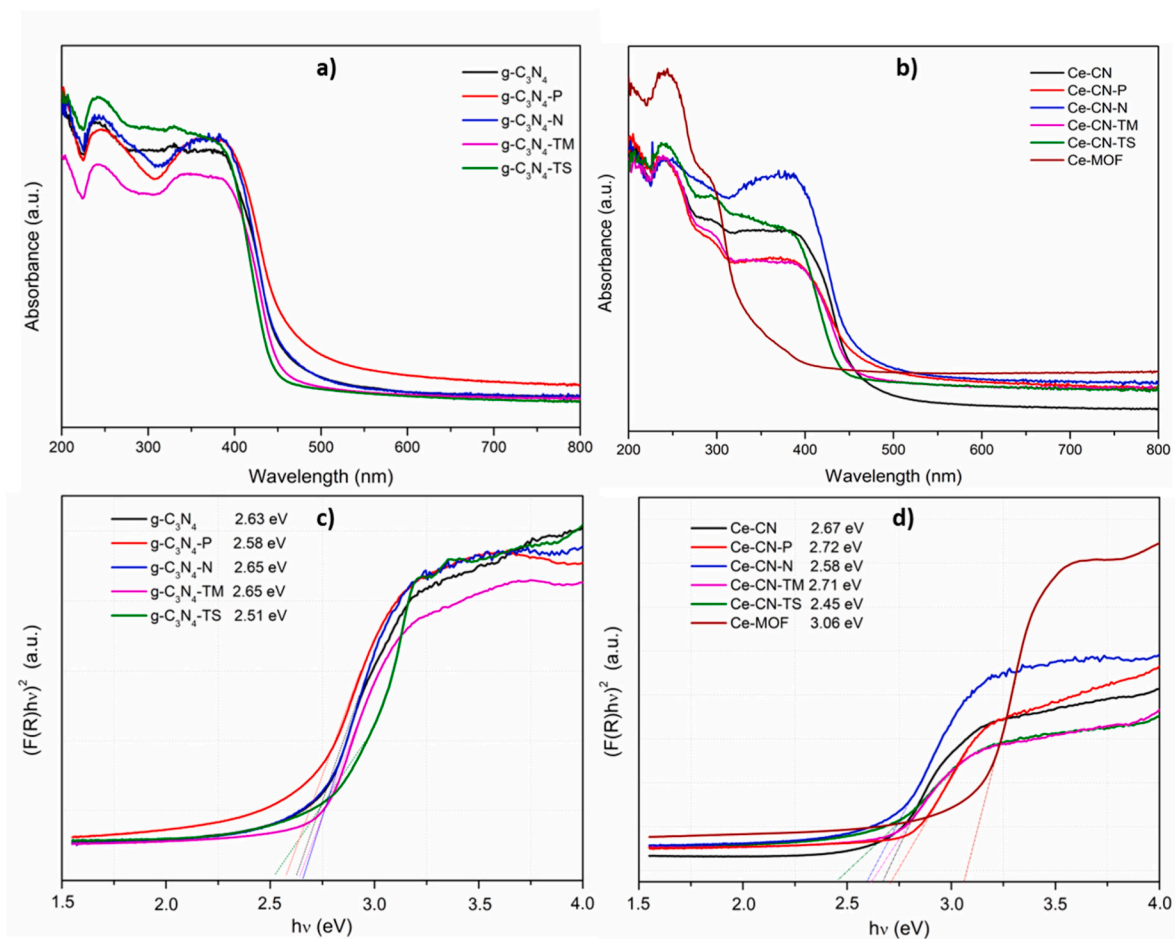 a)
g-C₃N₄
g-C₃N₄-P
g-C₃N₄-N
g-C₃N₄-TM
g-C₃N₄-TS
Absorbance (a.u.)
200 300 400 500 600 700 800
Wavelength (nm)
b)
Ce-CN
Ce-CN-P
Ce-CN-N
Ce-CN-TM
Ce-CN-TS
Ce-MOF
Absorbance (a.u.)
200 300 400 500 600 700 800
Wavelength (nm)
c)
g-C₃N₄ 2.63 eV
g-C₃N₄-P 2.58 eV
g-C₃N₄-N 2.65 eV
g-C₃N₄-TM 2.65 eV
g-C₃N₄-TS 2.51 eV
(F(R)hν)² (a.u.)
1.5 2.0 2.5 3.0 3.5 4.0
hν (eV)
d)
Ce-CN 2.67 eV
Ce-CN-P 2.72 eV
Ce-CN-N 2.58 eV
Ce-CN-TM 2.71 eV
Ce-CN-TS 2.45 eV
Ce-MOF 3.06 eV
(F(R)hν)² (a.u.)
1.5 2.0 2.5 3.0 3.5 4.0
hν (eV)